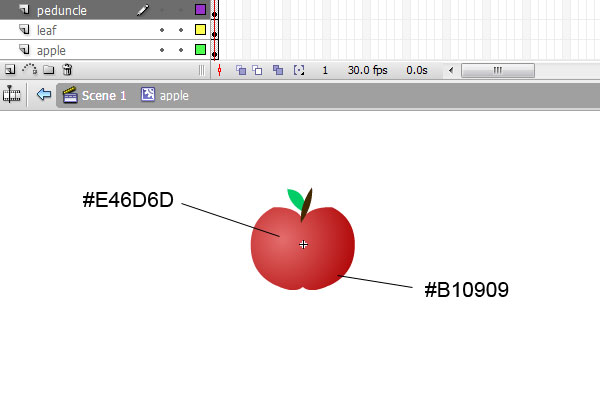 peduncle
leaf
apple
1 30.0 fps 0.0s
Scene 1 apple
#E46D6D
#B10909